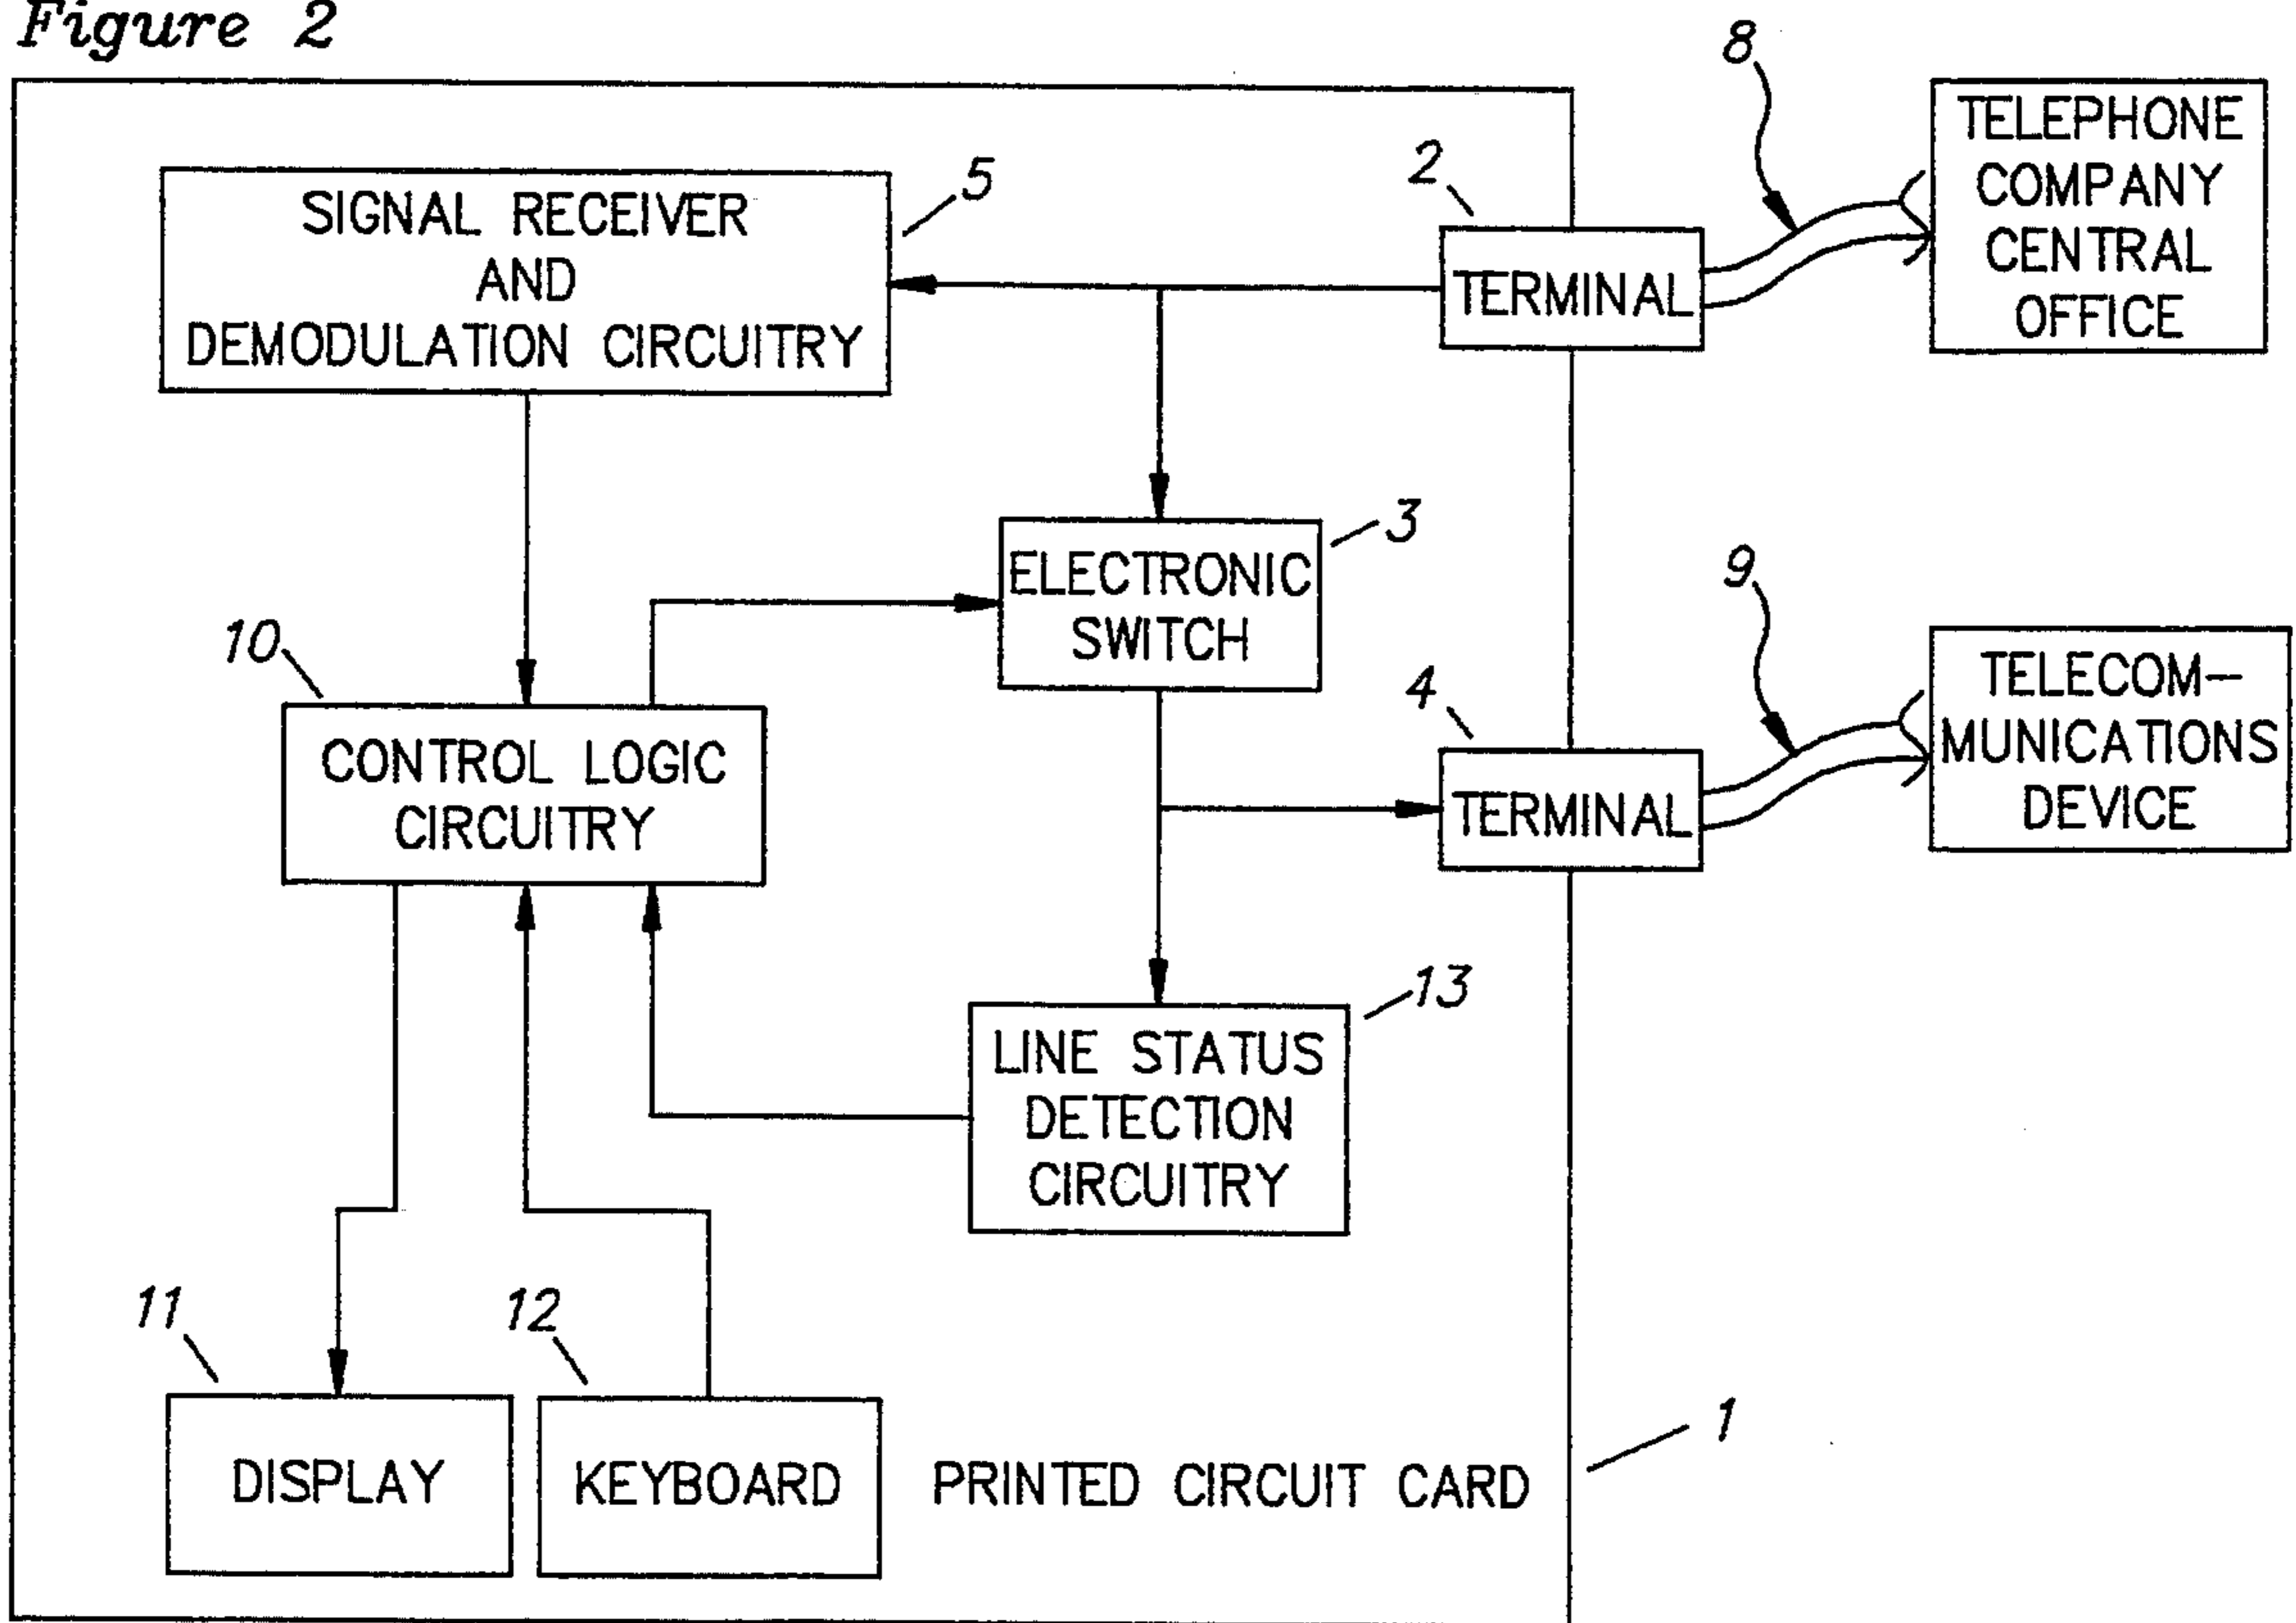 Figure 2
8
TELEPHONE
COMPANY
CENTRAL
OFFICE
5
2
SIGNAL RECEIVER
AND
DEMODULATION CIRCUITRY
TERMINAL
3
ELECTRONIC
SWITCH
9
TELECOM-
MUNICATIONS
DEVICE
10
4
CONTROL LOGIC
CIRCUITRY
TERMINAL
13
LINE STATUS
DETECTION
CIRCUITRY
11
12
1
DISPLAY
KEYBOARD
PRINTED CIRCUIT CARD